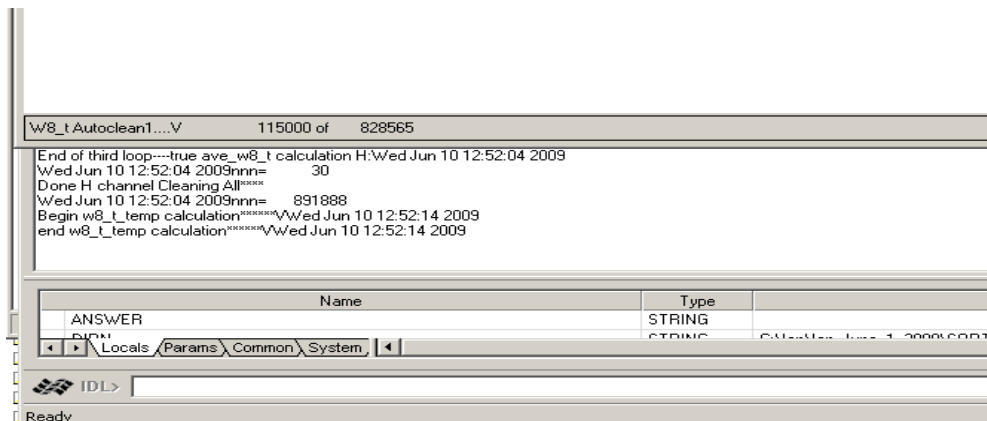 W8_t Autoclean1....V 115000 of 828565
End of third loop----true ave_w8_t calculation H:Wed Jun 10 12:52:04 2009
Wed Jun 10 12:52:04 2009nnn= 30
Done H channel Cleaning All****
Wed Jun 10 12:52:04 2009nnn= 891888
Begin w8_t_temp calculation******VWed Jun 10 12:52:14 2009
end w8_t_temp calculation******VWed Jun 10 12:52:14 2009
Name Type
ANSWER STRING
DIRN STRING
Locals Params Common System
IDL>
Ready